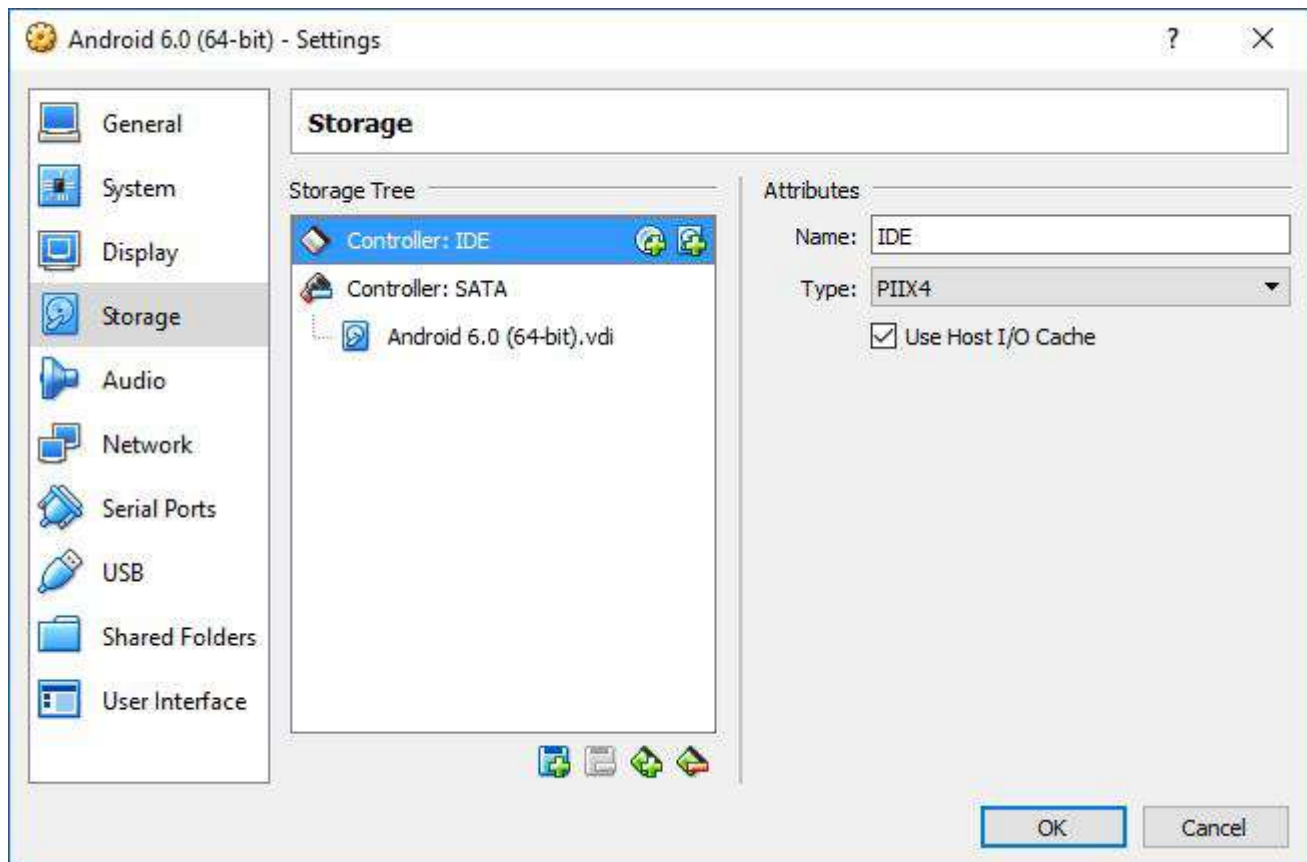 Android 6.0 (64-bit) - Settings
?
General
System
Display
Storage
Audio
Network
Serial Ports
USB
Shared Folders
User Interface
Storage
Storage Tree
Controller: IDE
Controller: SATA
Android 6.0 (64-bit).vdi
Attributes
Name: IDE
Type: PIIX4
Use Host I/O Cache
OK
Cancel